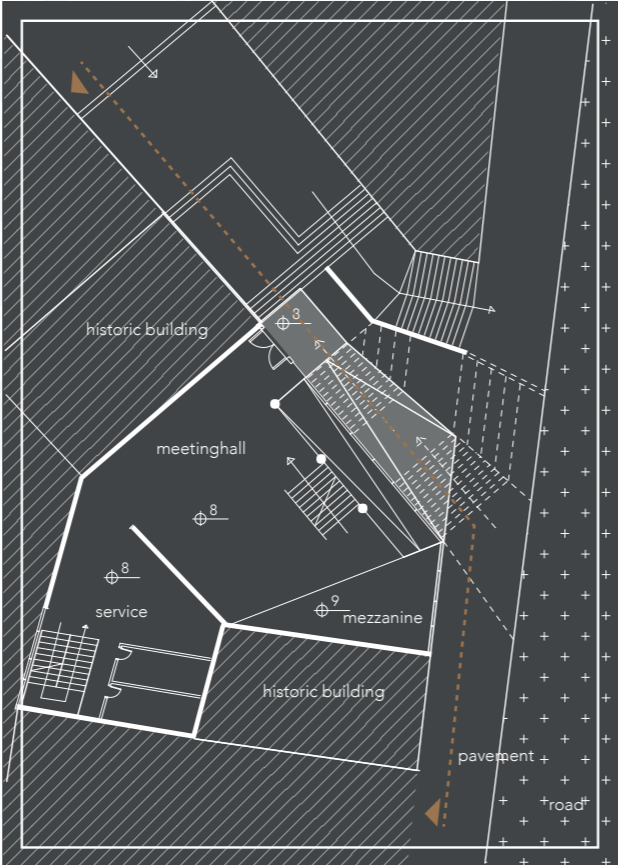 3
historic building
meetinghall
8
8
9
service
mezzanine
historic building
pavement
road